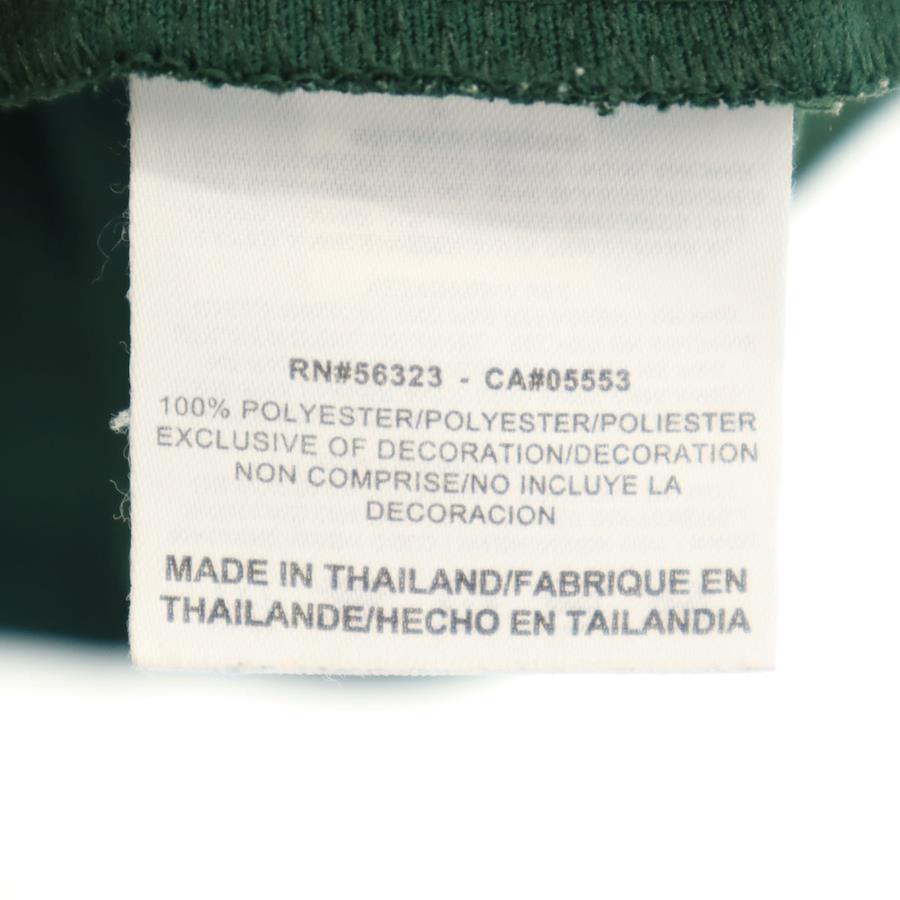 RN#56323 - CA#05553
100% POLYESTER/POLYESTER/POLIESTER
EXCLUSIVE OF DECORATION/DECORATION
NON COMPRISE/NO INCLUYE LA
DECORACION
MADE IN THAILAND/FABRIQUE EN
THAILANDE/HECHO EN TAILANDIA